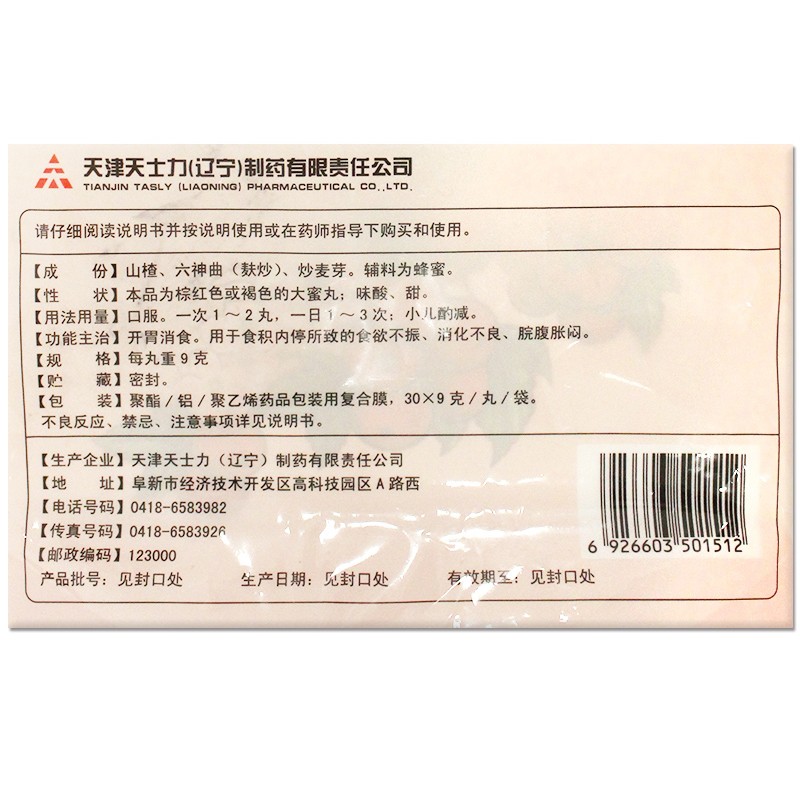 天津天士力(辽宁)制药有限责任公司
TIANJIN TASLY (LIAONING) PHARMACEUTICAL CO.,LTD.
请仔细阅读说明书并按说明使用或在药师指导下购买和使用。
【成　份】山楂、六神曲（麸炒）、炒麦芽。辅料为蜂蜜。
【性　状】本品为棕红色或褐色的大蜜丸；味酸、甜。
【用法用量】口服。一次1～2丸，一日1～3次；小儿酌减。
【功能主治】开胃消食。用于食积内停所致的食欲不振、消化不良、脘腹胀闷。
【规　格】每丸重9克
【贮　藏】密封。
【包　装】聚酯/铝/聚乙烯药品包装用复合膜，30×9克/丸/袋。
不良反应、禁忌、注意事项详见说明书。
【生产企业】天津天士力（辽宁）制药有限责任公司
【地　址】阜新市经济技术开发区高科技园区A路西
【电话号码】0418-6583982
【传真号码】0418-6583926
【邮政编码】123000
产品批号：见封口处　生产日期：见封口处　有效期至：见封口处
6 926603 501512